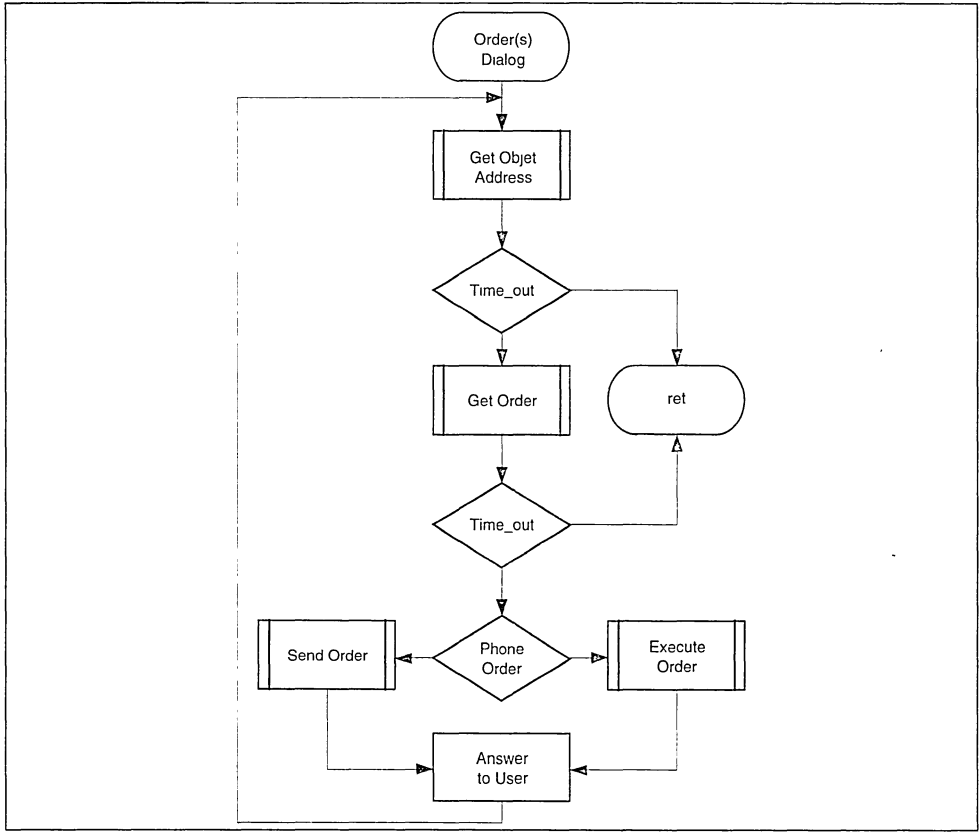 Order(s)
Dialog
Get Objet
Address
Time_out
Get Order
ret
Time_out
Send Order
Phone
Order
Execute
Order
Answer
to User